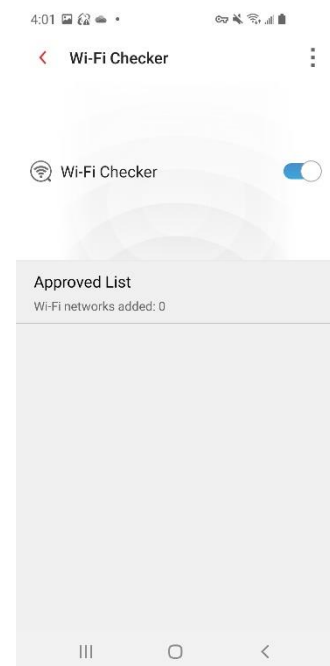 4:01
Wi-Fi Checker
Wi-Fi Checker
Approved List
Wi-Fi networks added: 0